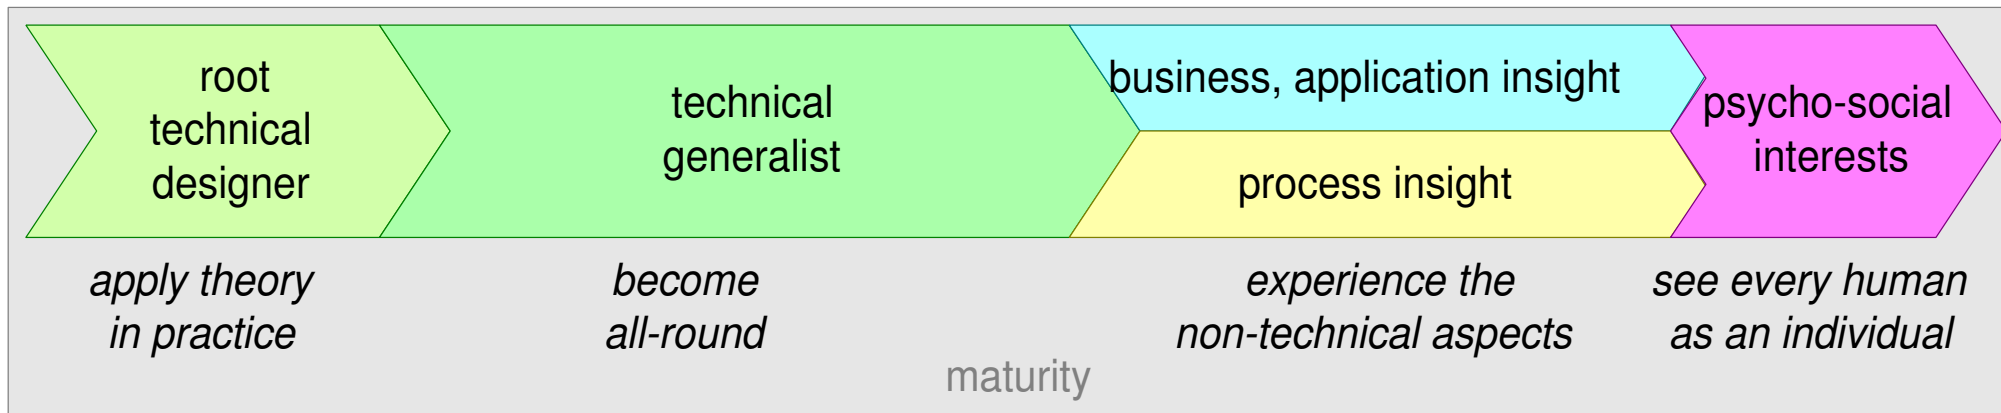 root
technical
designer
technical
generalist
business, application insight
process insight
psycho-social
interests
apply theory
in practice
become
all-round
experience the
non-technical aspects
see every human
as an individual
maturity